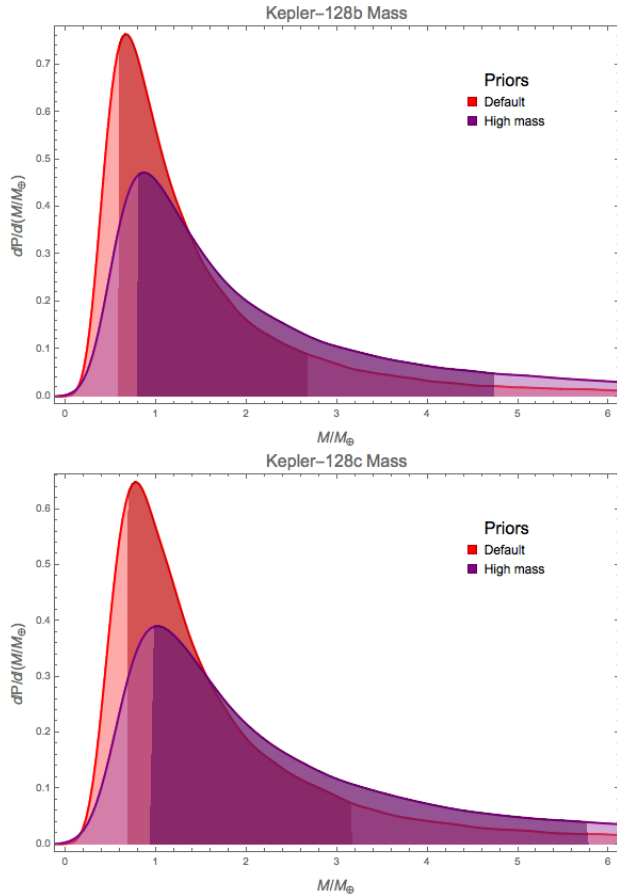 Kepler−128b Mass
0.7
0.6
0.5
0.4
0.3
0.2
0.1
0.0
dP/d(M/M⊕)
Priors
Default
High mass
0 1 2 3 4 5 6
M/M⊕
Kepler−128c Mass
0.6
0.5
0.4
0.3
0.2
0.1
0.0
dP/d(M/M⊕)
Priors
Default
High mass
0 1 2 3 4 5 6
M/M⊕